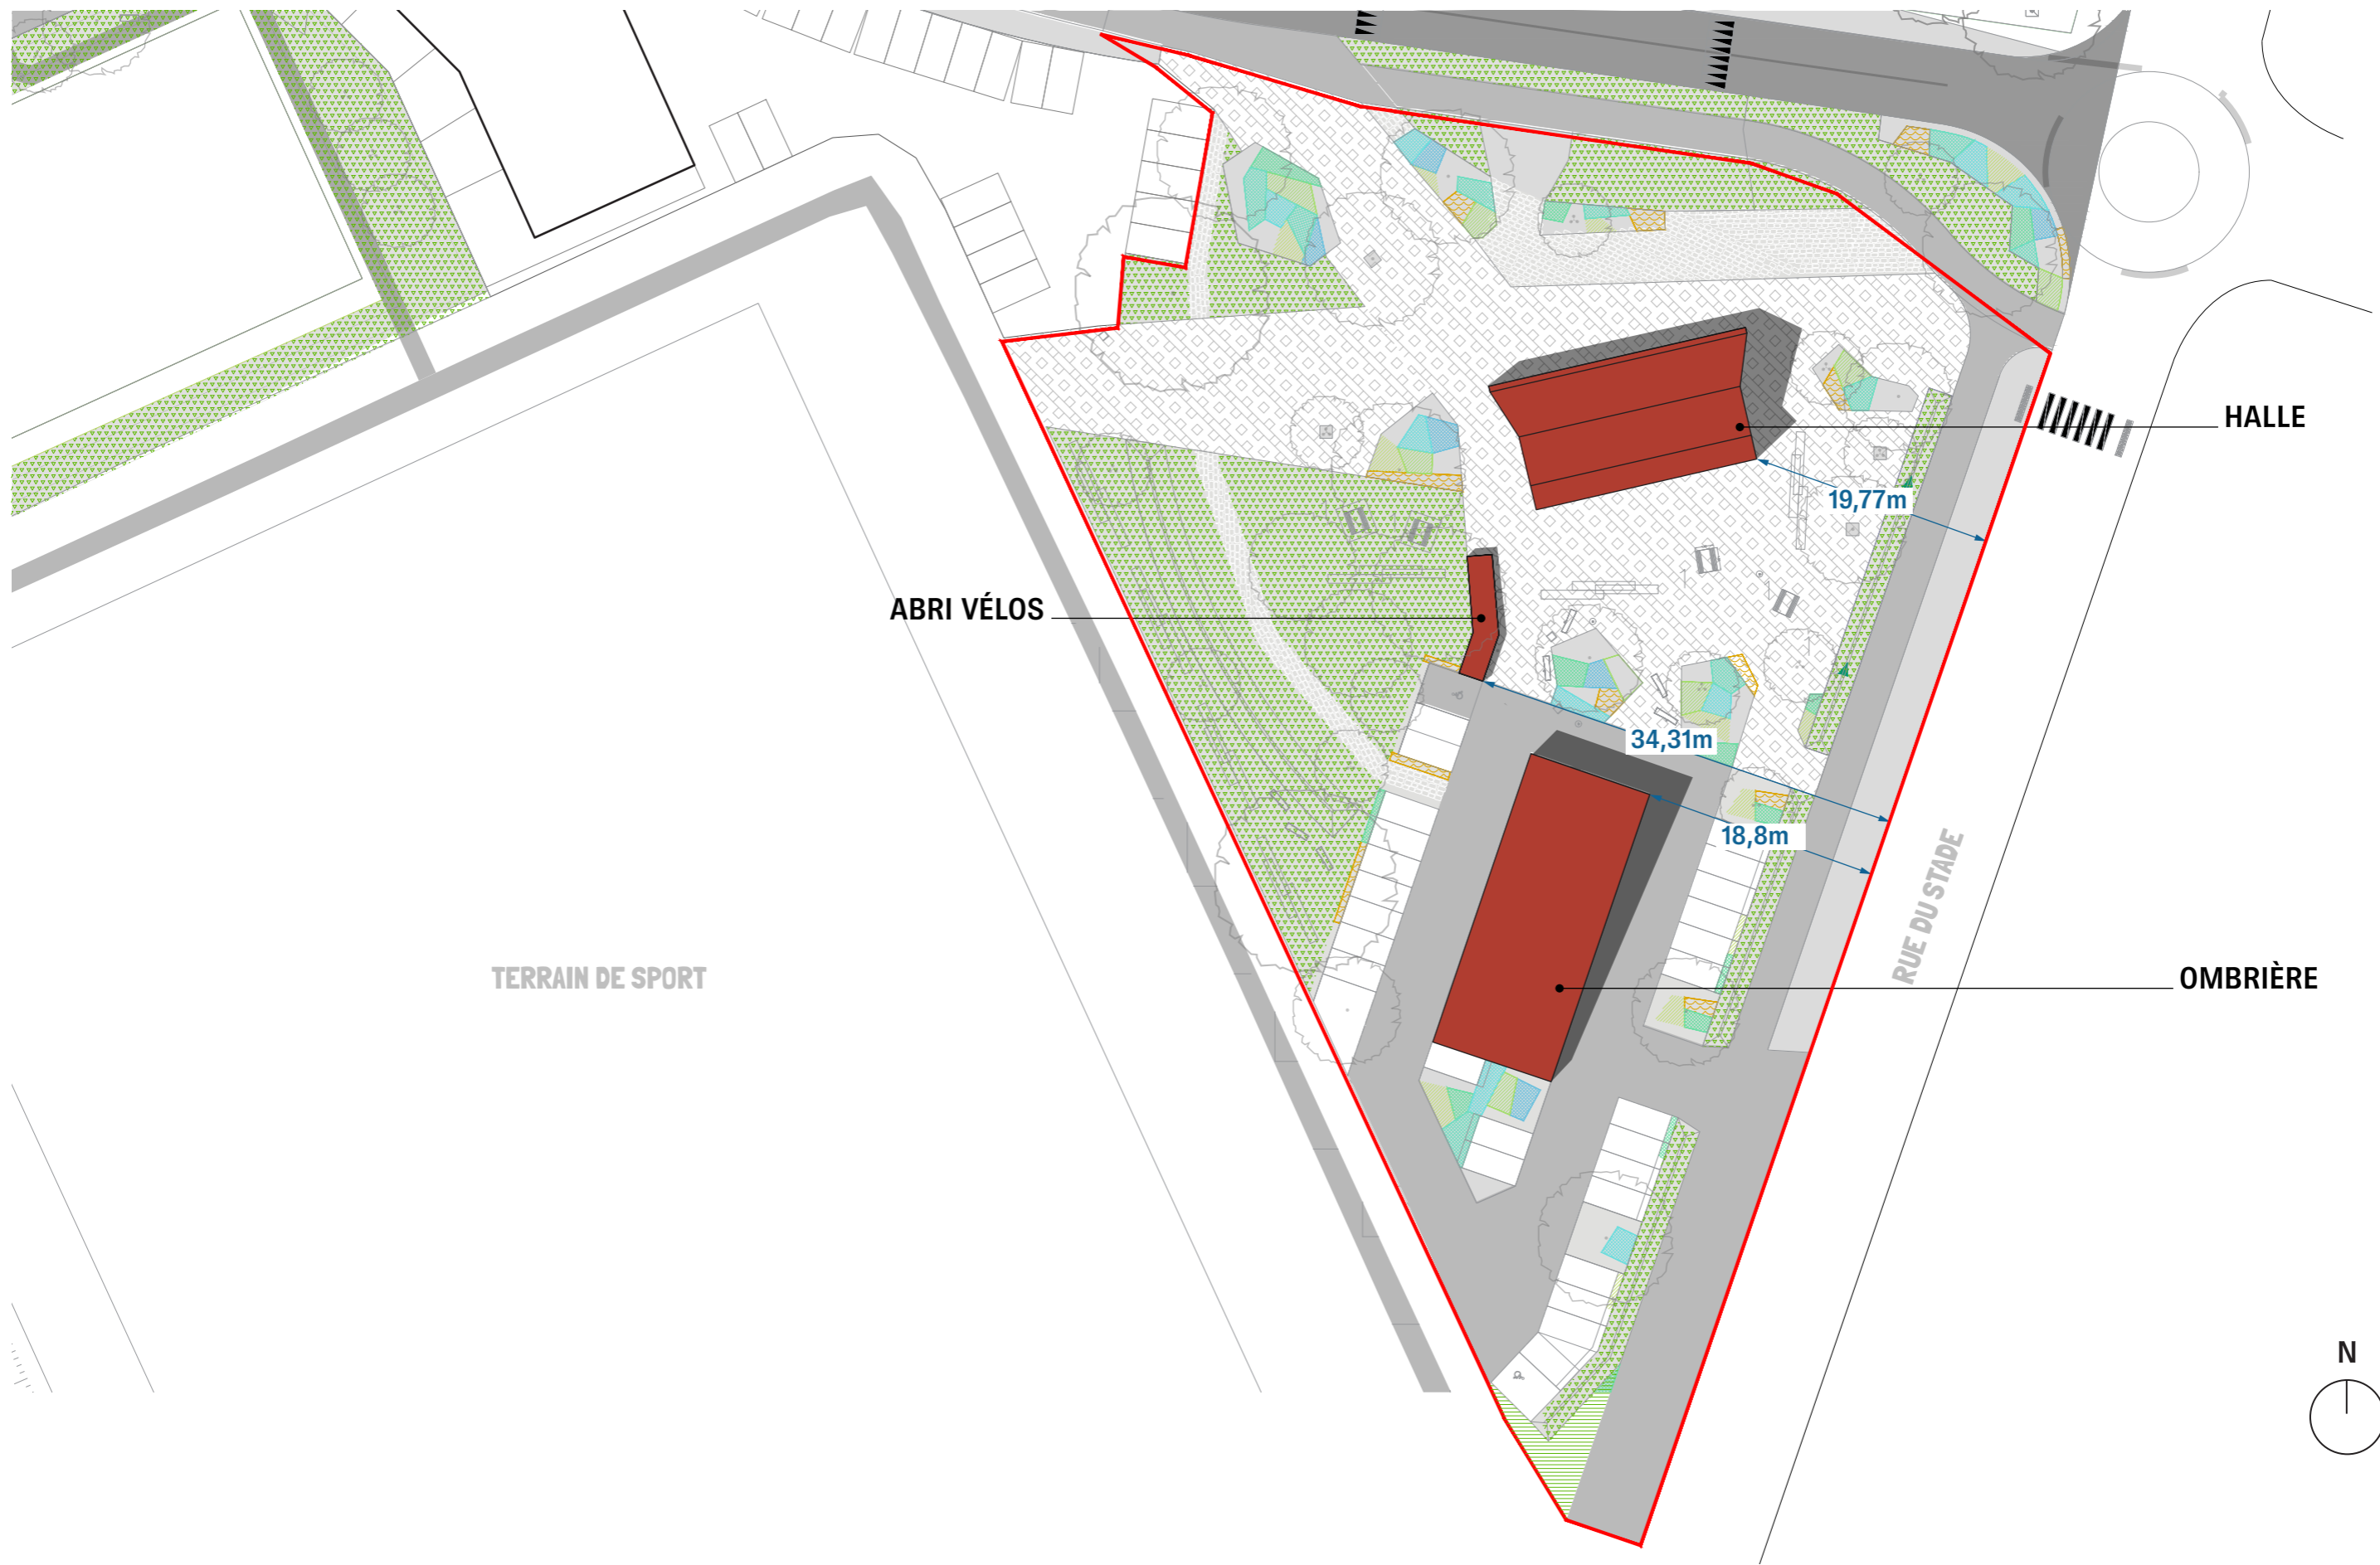 HALLE
19,77m
ABRI VÉLOS
34,31m
18,8m
RUE DU STADE
TERRAIN DE SPORT
OMBRIÈRE
N